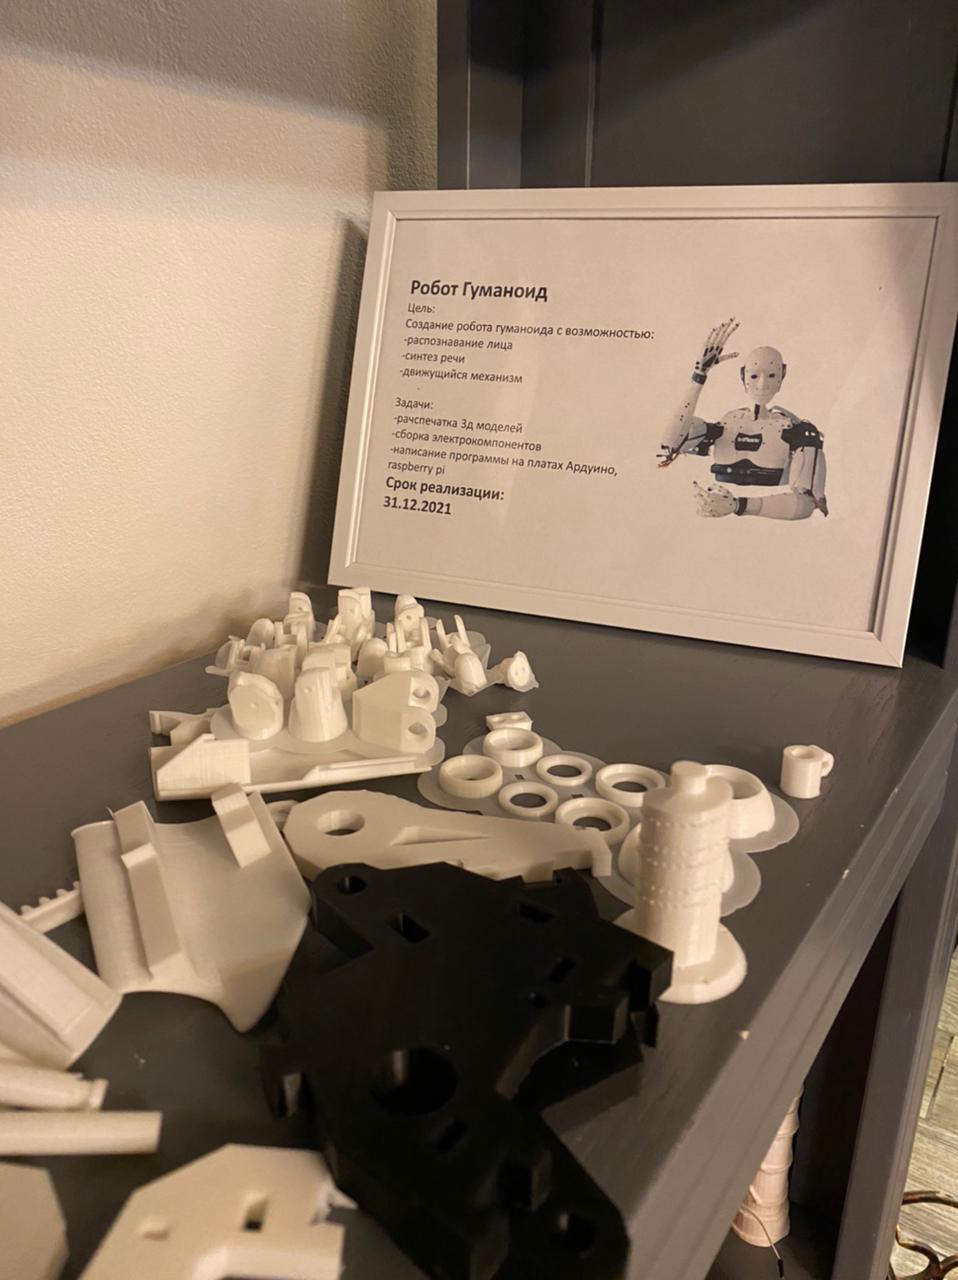 Робот Гуманоид
Цель:
Создание робота гуманоида с возможностью:
-распознавание лица
-синтез речи
-движущийся механизм
Задачи:
-рачспечатка 3д моделей
-сборка электрокомпонентов
-написание программы на платах Ардуино,
raspberry pi
Срок реализации:
31.12.2021